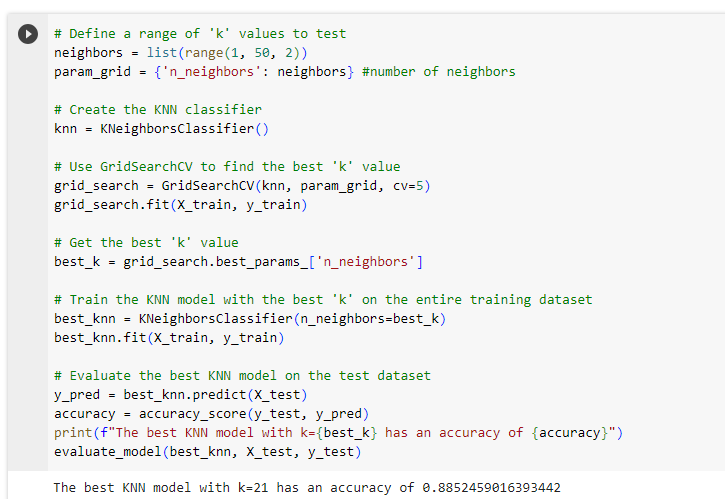 # Define a range of 'k' values to test
neighbors = list(range(1, 50, 2))
param_grid = {'n_neighbors': neighbors} #number of neighbors
# Create the KNN classifier
knn = KNeighborsClassifier()
# Use GridSearchCV to find the best 'k' value
grid_search = GridSearchCV(knn, param_grid, cv=5)
grid_search.fit(X_train, y_train)
# Get the best 'k' value
best_k = grid_search.best_params_['n_neighbors']
# Train the KNN model with the best 'k' on the entire training dataset
best_knn = KNeighborsClassifier(n_neighbors=best_k)
best_knn.fit(X_train, y_train)
# Evaluate the best KNN model on the test dataset
y_pred = best_knn.predict(X_test)
accuracy = accuracy_score(y_test, y_pred)
print(f"The best KNN model with k={best_k} has an accuracy of {accuracy}")
evaluate_model(best_knn, X_test, y_test)
The best KNN model with k=21 has an accuracy of 0.8852459016393442